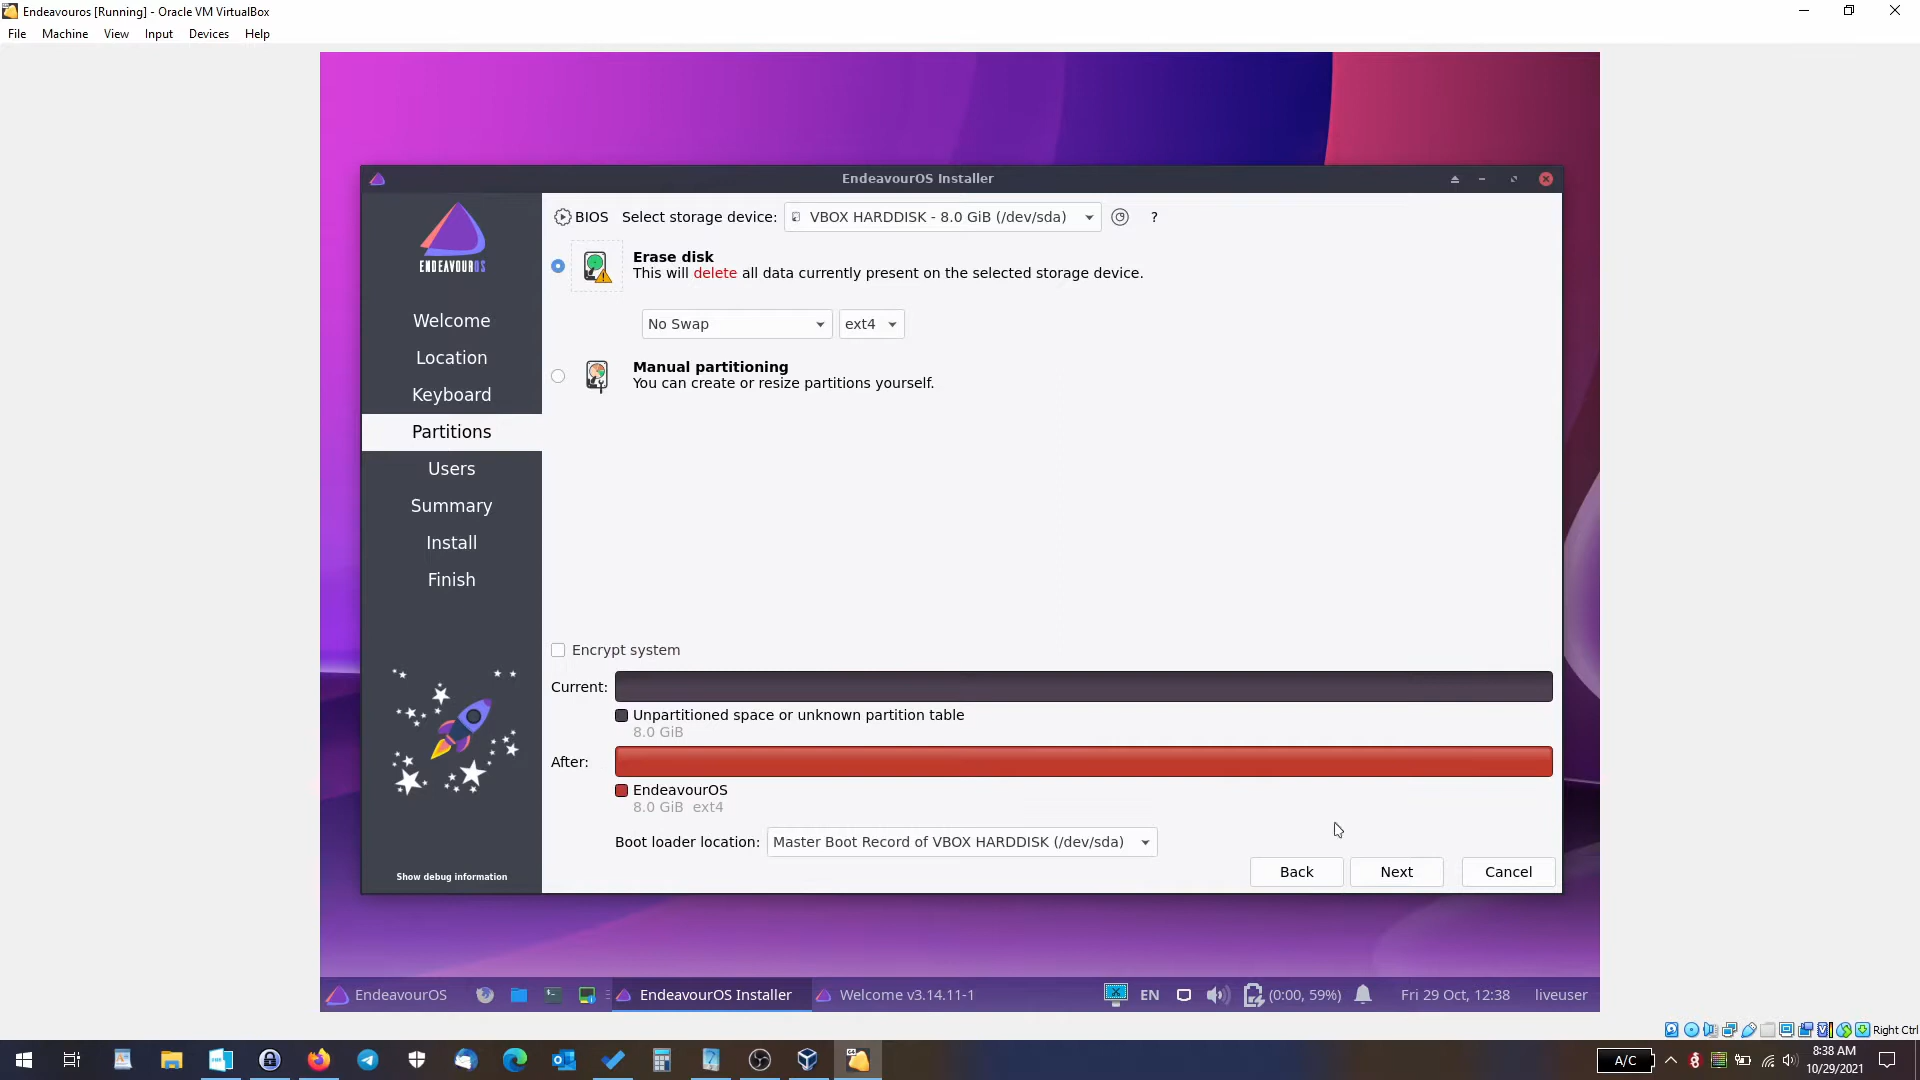 Endeavouros [Running] - Oracle VM VirtualBox
File Machine View Input Devices Help
EndeavourOS Installer
ENDEAVOUROS
Welcome
Location
Keyboard
Partitions
Users
Summary
Install
Finish
Show debug information
BIOS Select storage device: VBOX HARDDISK - 8.0 GiB (/dev/sda) ?
Erase disk
This will delete all data currently present on the selected storage device.
No Swap ext4
Manual partitioning
You can create or resize partitions yourself.
Encrypt system
Current:
Unpartitioned space or unknown partition table
8.0 GiB
After:
EndeavourOS
8.0 GiB ext4
Boot loader location: Master Boot Record of VBOX HARDDISK (/dev/sda)
Back Next Cancel
EndeavourOS EndeavourOS Installer Welcome v3.14.11-1 EN (0:00, 59%) Fri 29 Oct, 12:38 liveuser
Right Ctrl
A/C
8:38 AM
10/29/2021